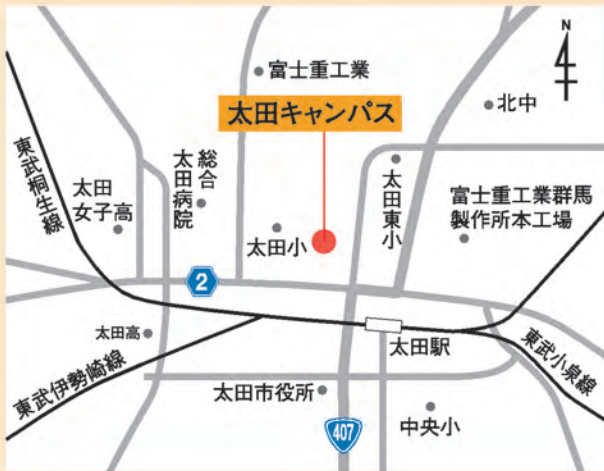 N
富士重工業
太田キャンパス
北中
東武桐生線
太田
女子高
総合
太田病院
太田小
太田東小
富士重工業群馬
製作所本工場
2
太田高
太田駅
東武伊勢崎線
東武小泉線
太田市役所
407
中央小